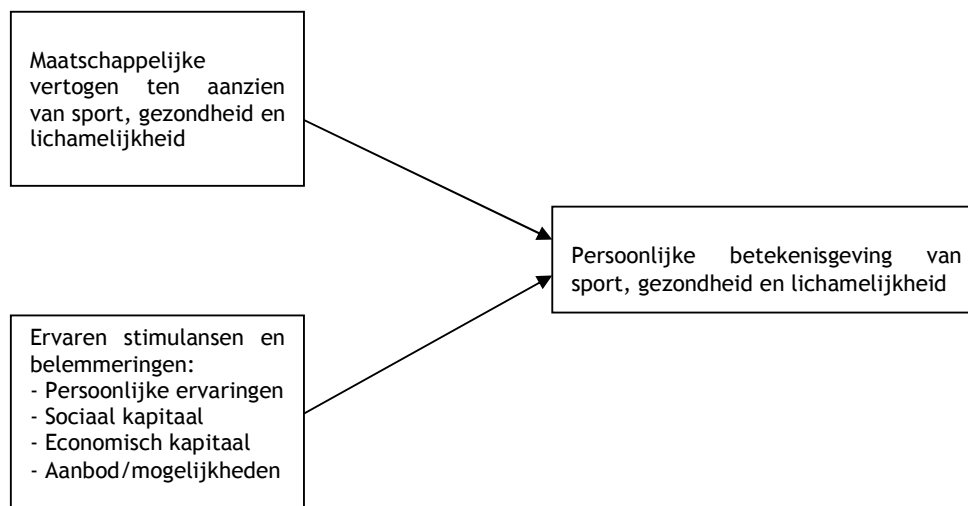 Maatschappelijke
vertogen ten aanzien
van sport, gezondheid en
lichamelijkheid
Persoonlijke betekenisgeving van
sport, gezondheid en lichamelijkheid
Ervaren stimulansen en
belemmeringen:
- Persoonlijke ervaringen
- Sociaal kapitaal
- Economisch kapitaal
- Aanbod/mogelijkheden